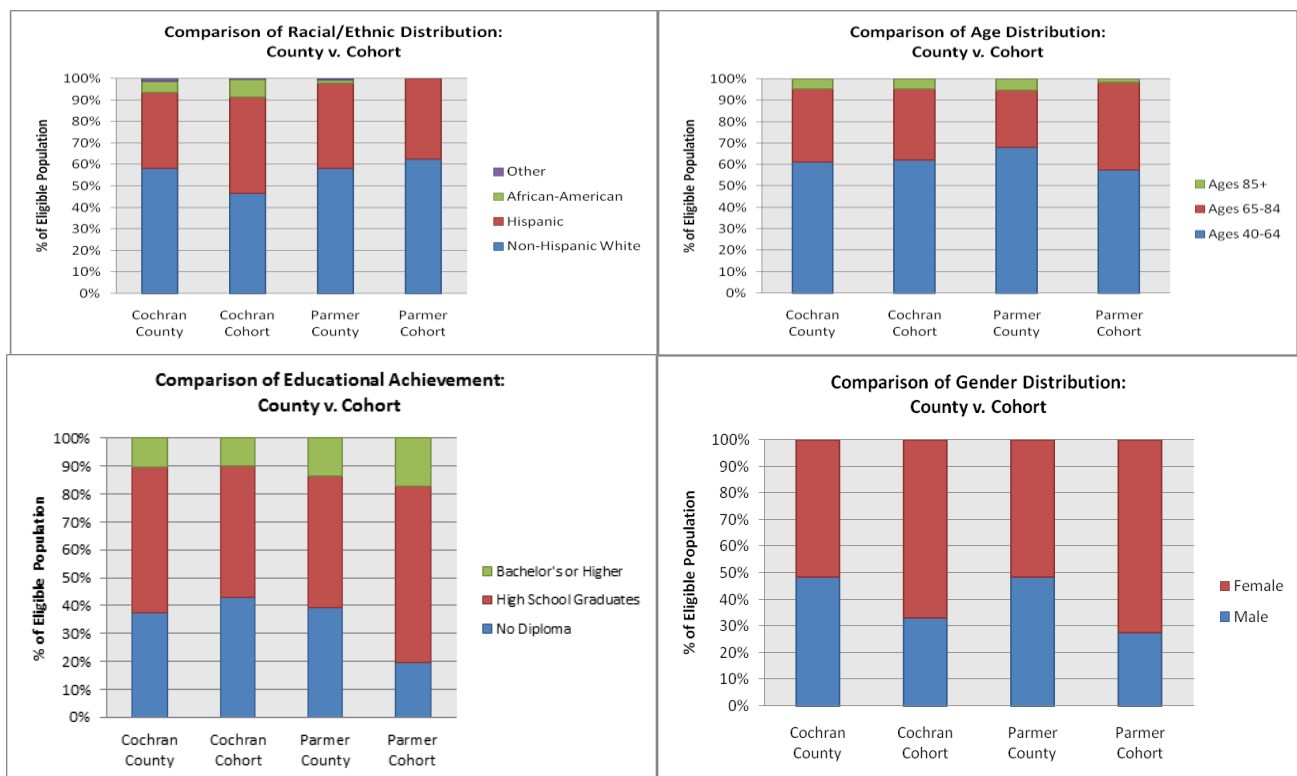 Comparison of Racial/Ethnic Distribution:
County v. Cohort
% of Eligible Population
100%
90%
80%
70%
60%
50%
40%
30%
20%
10%
0%
Cochran County
Cochran Cohort
Parmer County
Parmer Cohort
Other
African-American
Hispanic
Non-Hispanic White
Comparison of Age Distribution:
County v. Cohort
% of Eligible Population
100%
90%
80%
70%
60%
50%
40%
30%
20%
10%
0%
Cochran County
Cochran Cohort
Parmer County
Parmer Cohort
Ages 85+
Ages 65-84
Ages 40-64
Comparison of Educational Achievement:
County v. Cohort
% of Eligible Population
100%
90%
80%
70%
60%
50%
40%
30%
20%
10%
0%
Cochran County
Cochran Cohort
Parmer County
Parmer Cohort
Bachelor's or Higher
High School Graduates
No Diploma
Comparison of Gender Distribution:
County v. Cohort
% of Eligible Population
100%
90%
80%
70%
60%
50%
40%
30%
20%
10%
0%
Cochran County
Cochran Cohort
Parmer County
Parmer Cohort
Female
Male